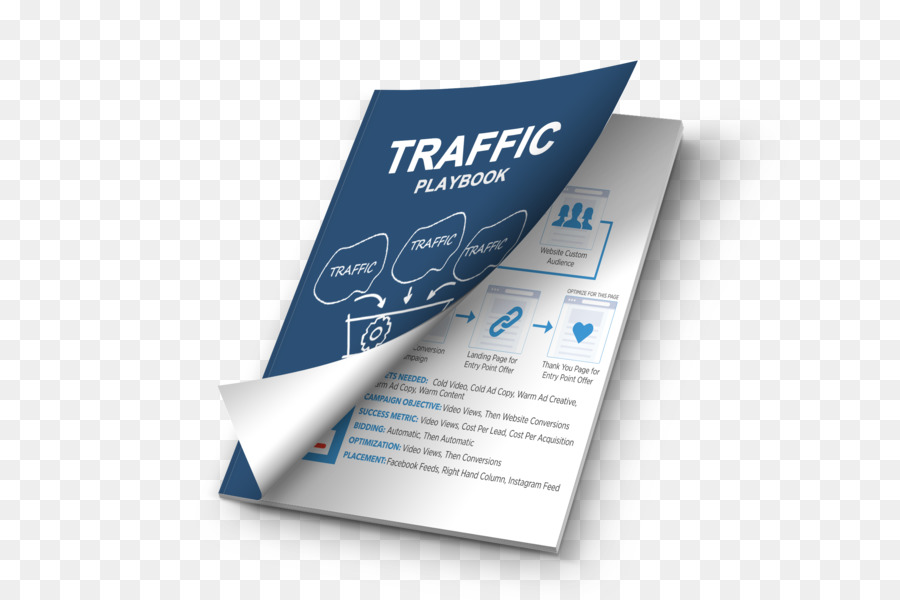 TRAFFIC
PLAYBOOK
TRAFFIC
TRAFFIC
TRAFFIC
Website Custom
Audience
OPTIMIZE FOR THIS PAGE
Conversion
Landing Page for
Entry Point Offer
Thank You Page for
Entry Point Offer
NEEDED: Cold Video, Cold Ad Copy, Warm Ad Creative,
Ad Copy, Warm Content
CAMPAIGN OBJECTIVE: Video Views, Then Website Conversions
SUCCESS METRIC: Video Views, Cost Per Lead, Cost Per Acquisition
BIDDING: Automatic, Then Automatic
OPTIMIZATION: Video Views, Then Conversions
PLACEMENT: Facebook Feeds, Right Hand Column, Instagram Feed